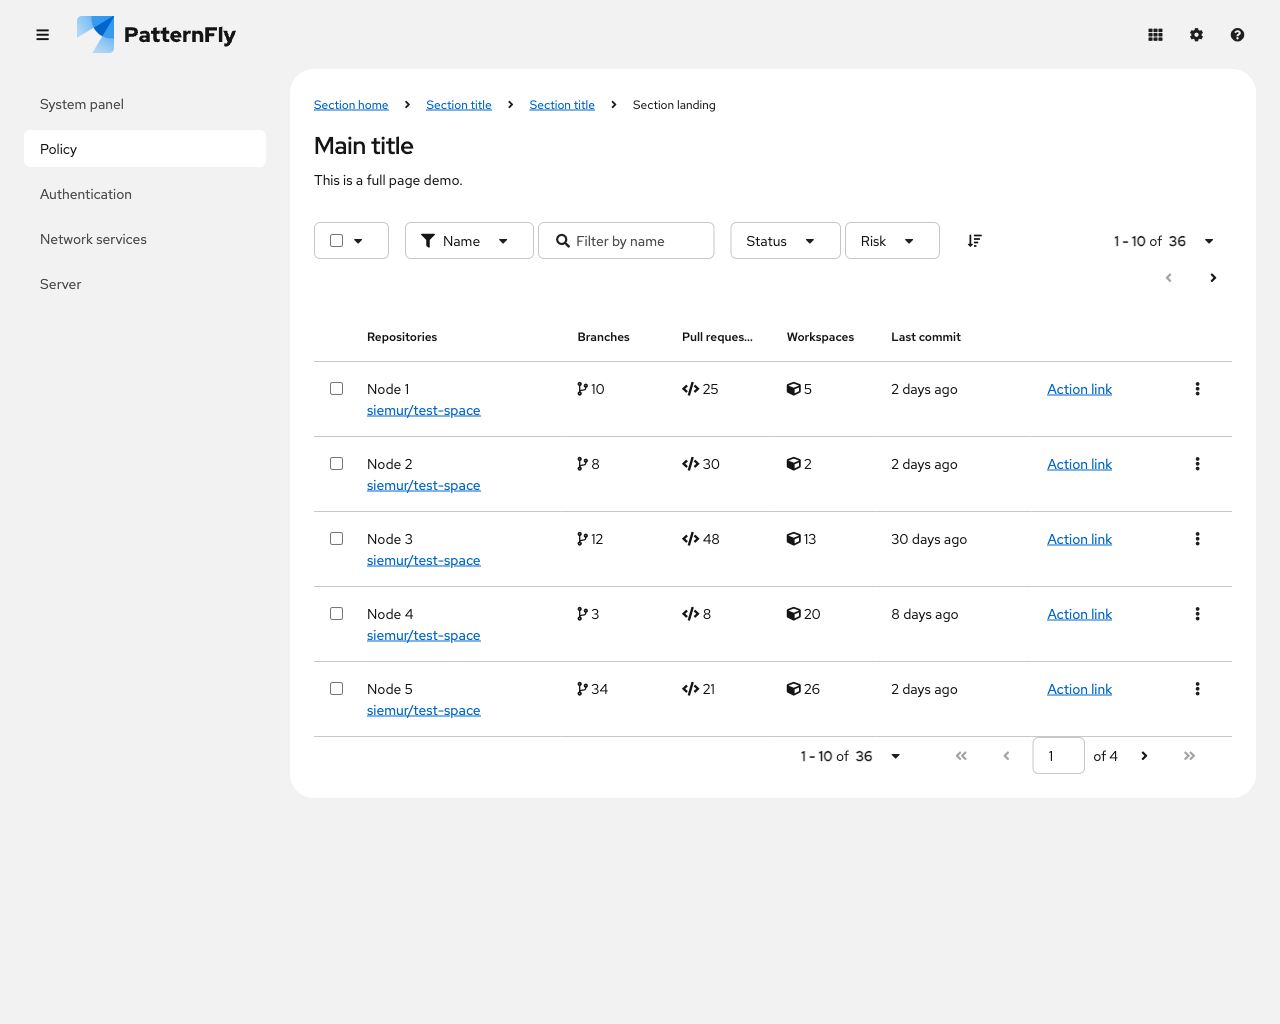 PatternFly
System panel
Policy
Authentication
Network services
Server
Section home Section title Section title Section landing
Main title
This is a full page demo.
Name Filter by name Status Risk 1 - 10 of 36
Repositories Branches Pull reques... Workspaces Last commit
Node 1 10 25 5 2 days ago Action link
siemur/test-space
Node 2 8 30 2 2 days ago Action link
siemur/test-space
Node 3 12 48 13 30 days ago Action link
siemur/test-space
Node 4 3 8 20 8 days ago Action link
siemur/test-space
Node 5 34 21 26 2 days ago Action link
siemur/test-space
1 - 10 of 36 1 of 4